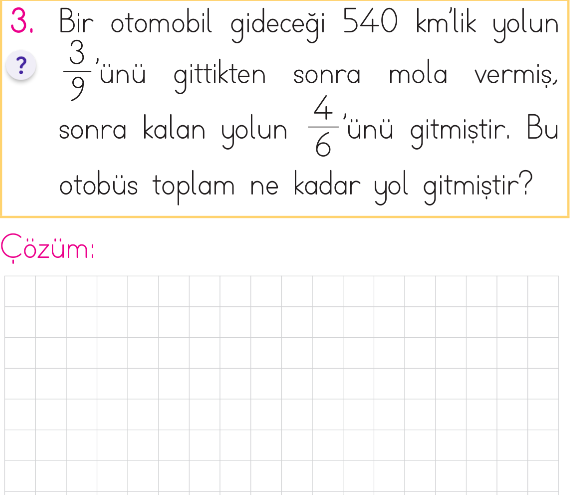 3. Bir otomobil gideceği 540 km'lik yolun
? 3/9'ünü gittikten sonra mola vermiş,
sonra kalan yolun 4/6'ünü gitmiştir. Bu
otobüs toplam ne kadar yol gitmiştir?
Çözüm: